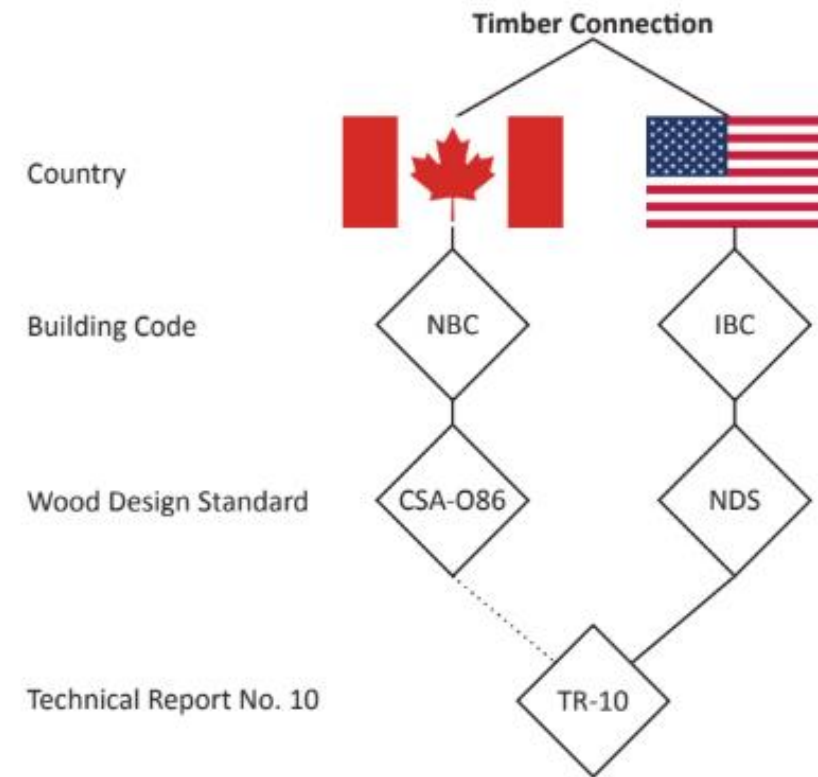 Timber Connection
Country
Building Code
NBC
IBC
Wood Design Standard
CSA-O86
NDS
Technical Report No. 10
TR-10